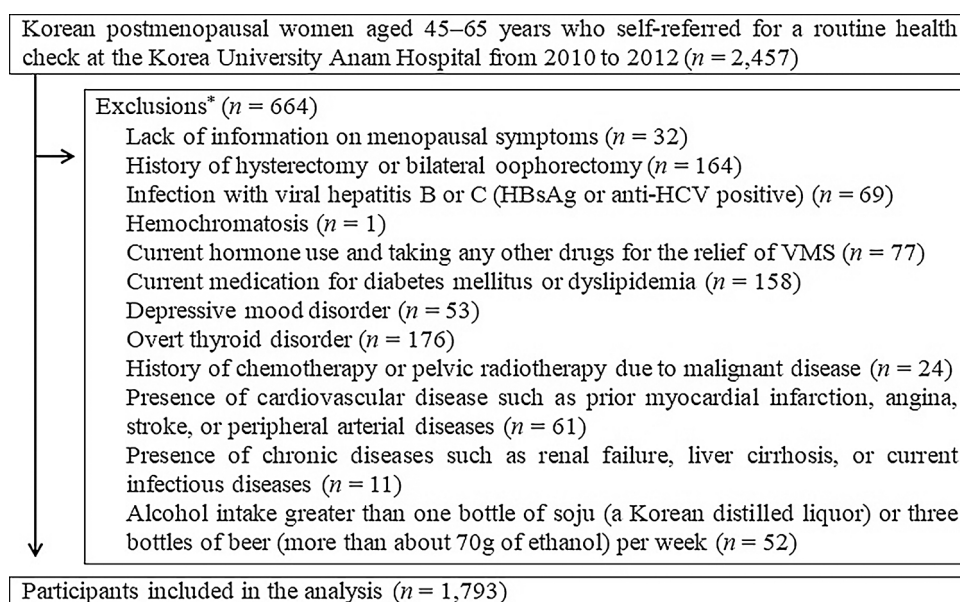 Korean postmenopausal women aged 45–65 years who self-referred for a routine health
check at the Korea University Anam Hospital from 2010 to 2012 (n = 2,457)
Exclusions* (n = 664)
Lack of information on menopausal symptoms (n = 32)
History of hysterectomy or bilateral oophorectomy (n = 164)
Infection with viral hepatitis B or C (HBsAg or anti-HCV positive) (n = 69)
Hemochromatosis (n = 1)
Current hormone use and taking any other drugs for the relief of VMS (n = 77)
Current medication for diabetes mellitus or dyslipidemia (n = 158)
Depressive mood disorder (n = 53)
Overt thyroid disorder (n = 176)
History of chemotherapy or pelvic radiotherapy due to malignant disease (n = 24)
Presence of cardiovascular disease such as prior myocardial infarction, angina,
stroke, or peripheral arterial diseases (n = 61)
Presence of chronic diseases such as renal failure, liver cirrhosis, or current
infectious diseases (n = 11)
Alcohol intake greater than one bottle of soju (a Korean distilled liquor) or three
bottles of beer (more than about 70g of ethanol) per week (n = 52)
Participants included in the analysis (n = 1,793)